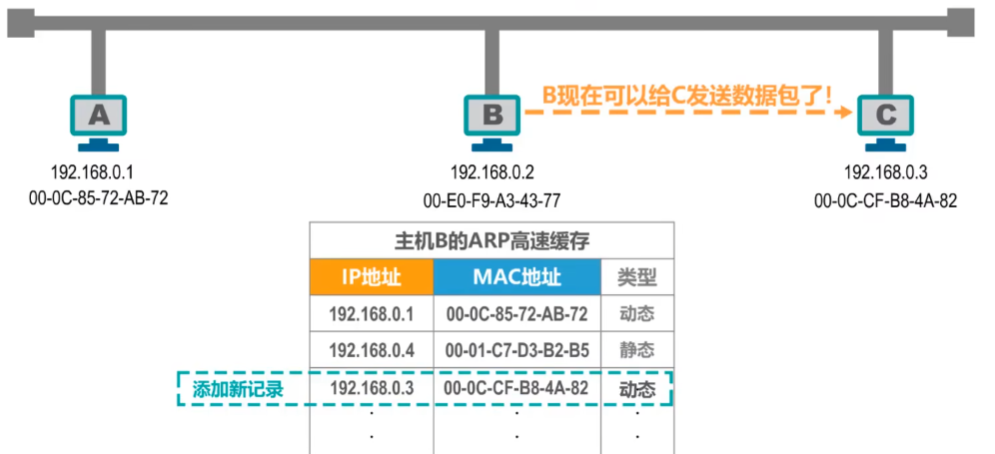 B现在可以给C发送数据包了!
A
B
C
192.168.0.1
192.168.0.2
192.168.0.3
00-0C-85-72-AB-72
00-E0-F9-A3-43-77
00-0C-CF-B8-4A-82
主机B的ARP高速缓存
IP地址 MAC地址 类型
192.168.0.1 00-0C-85-72-AB-72 动态
192.168.0.4 00-01-C7-D3-B2-B5 静态
添加新记录 192.168.0.3 00-0C-CF-B8-4A-82 动态